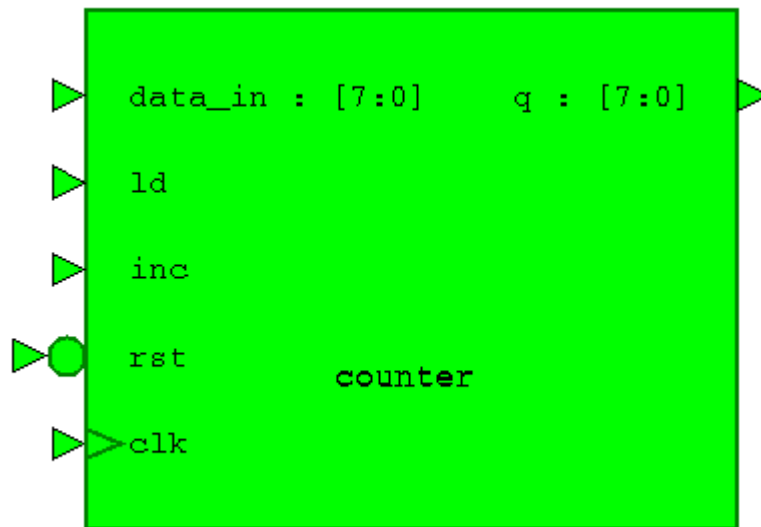 data_in : [7:0] q : [7:0]
ld
inc
rst
counter
clk